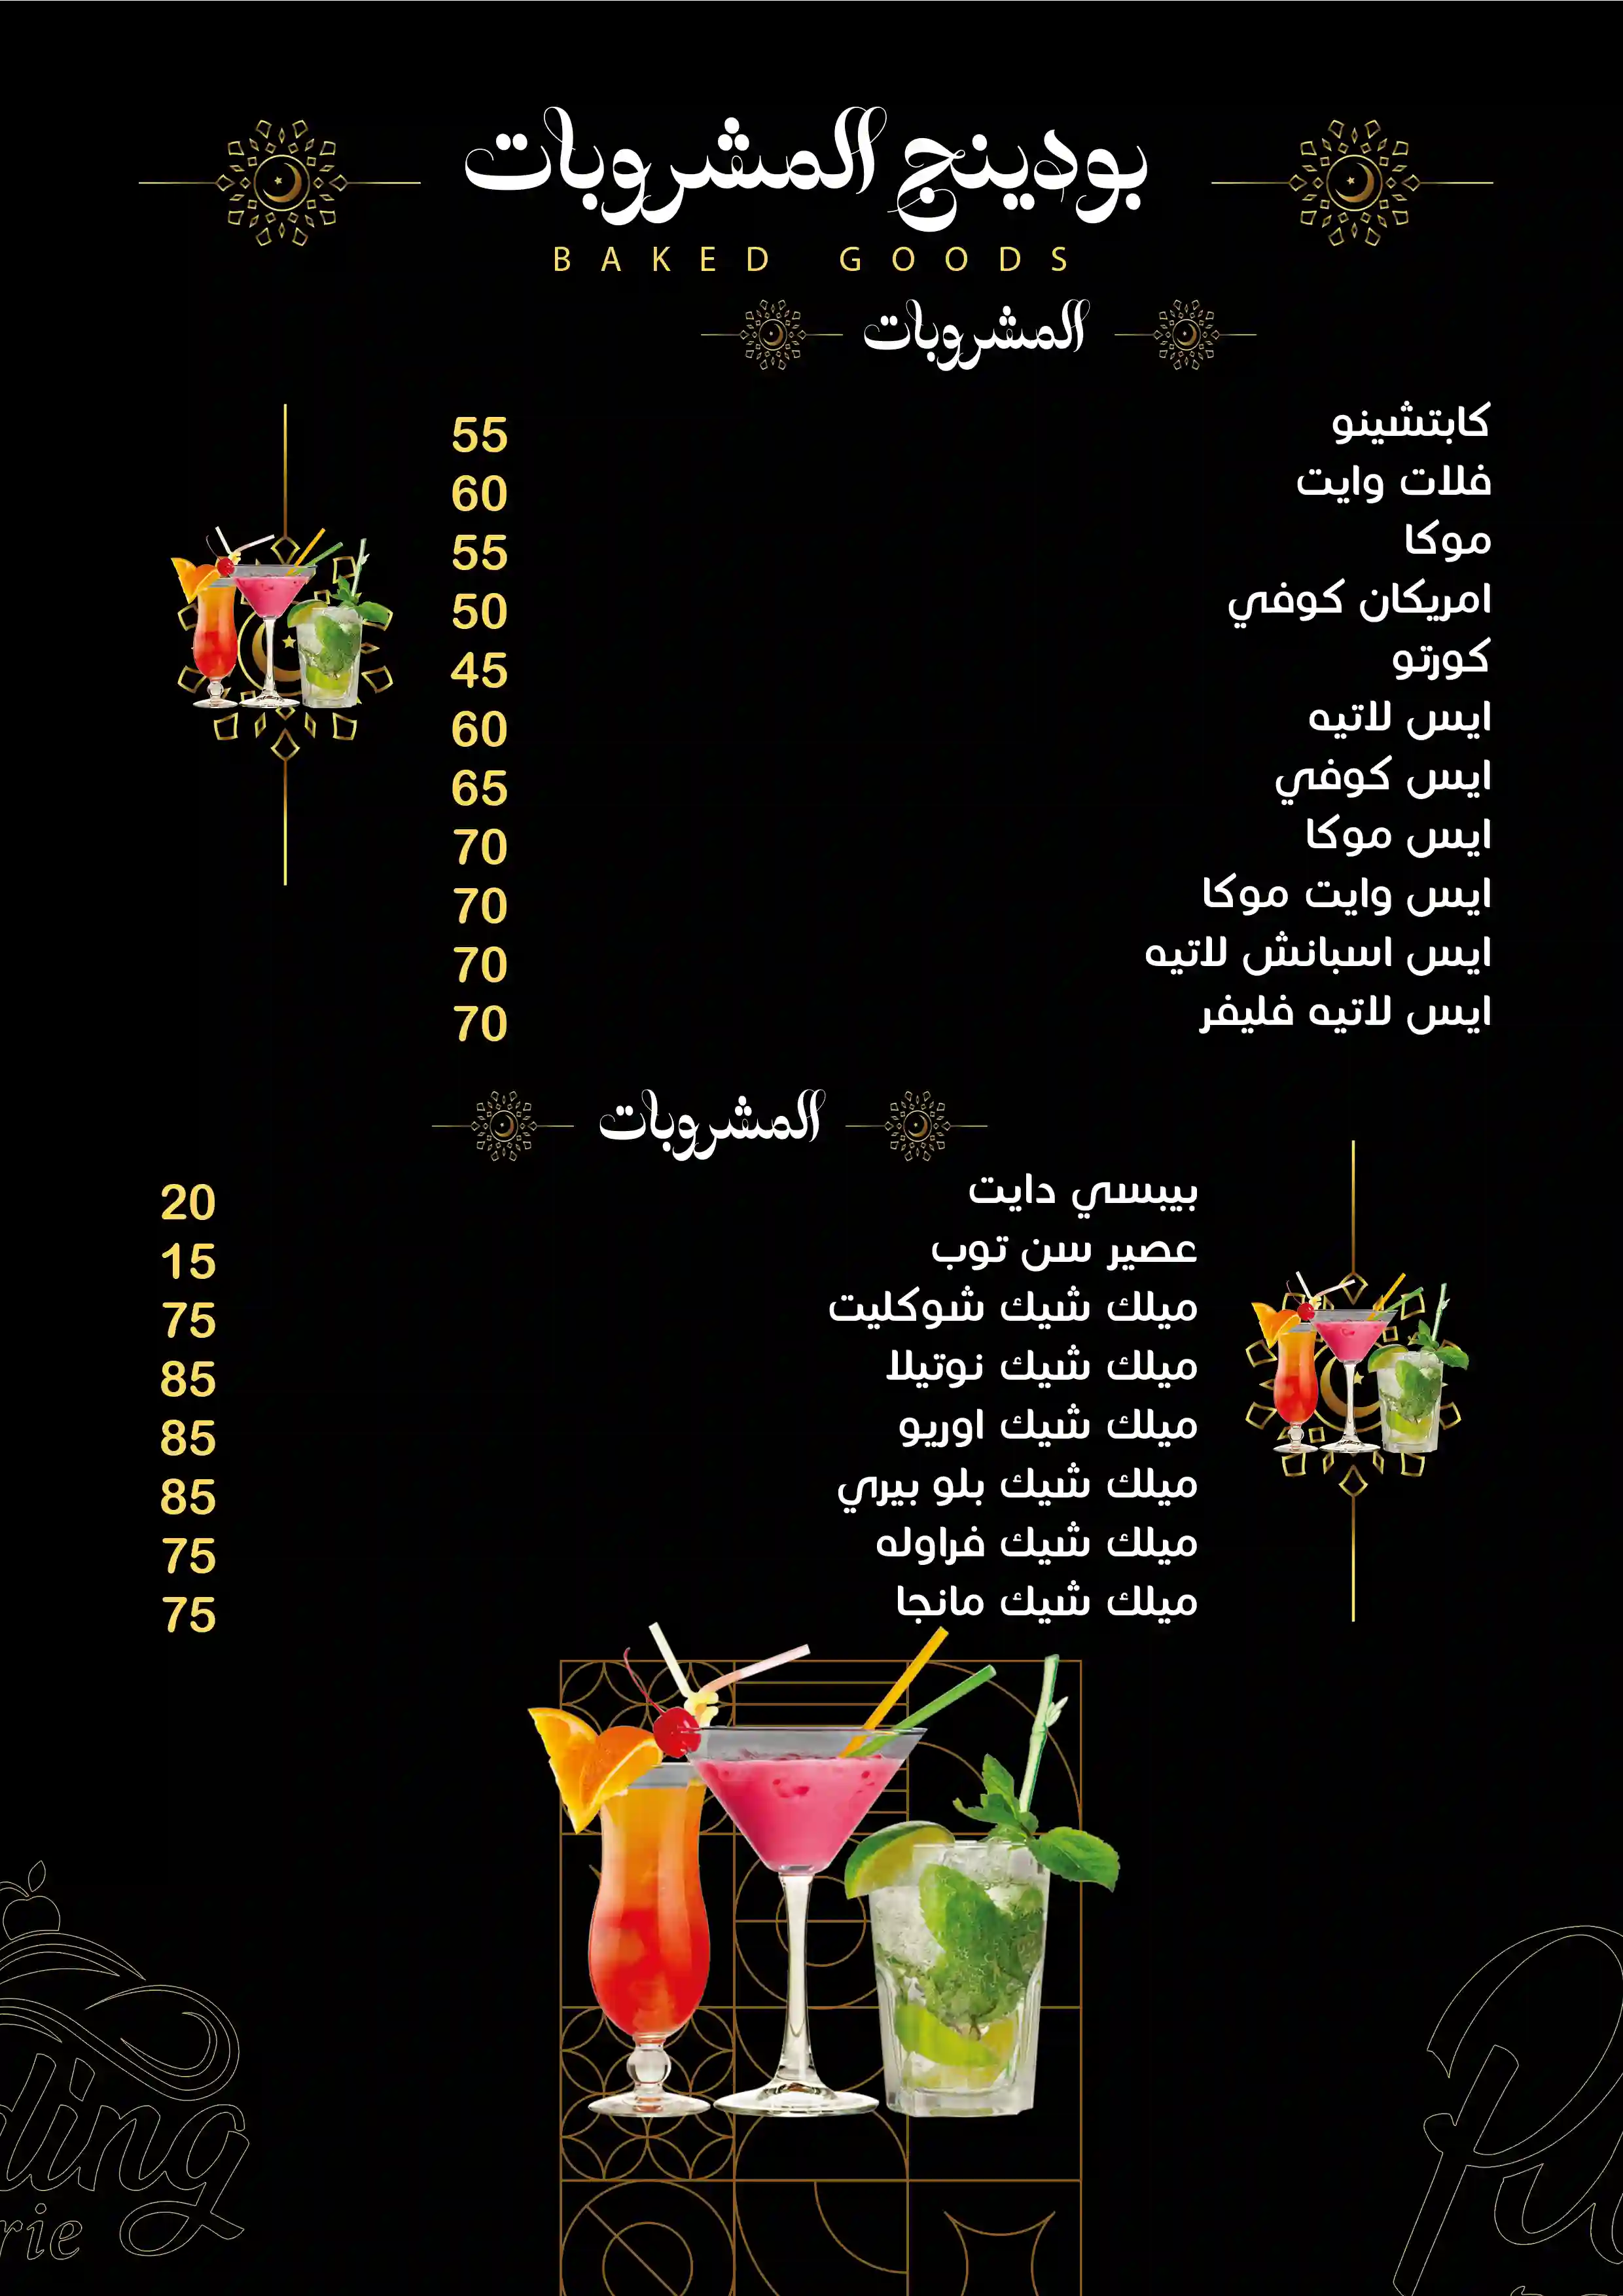 بودينج المشروبات
BAKED GOODS
المشروبات
كابتشينو 55
فلات وايت 60
موكا 55
امريكان كوفي 50
كورتو 45
ايس لاتيه 60
ايس كوفي 65
ايس موكا 70
ايس وايت موكا 70
ايس اسبانش لاتيه 70
ايس لاتيه فليفر 70
المشروبات
بيبسي دايت 20
عصير سن توب 15
ميلك شيك شوكليت 75
ميلك شيك نوتيلا 85
ميلك شيك اوريو 85
ميلك شيك بلو بيري 85
ميلك شيك فراوله 75
ميلك شيك مانجا 75